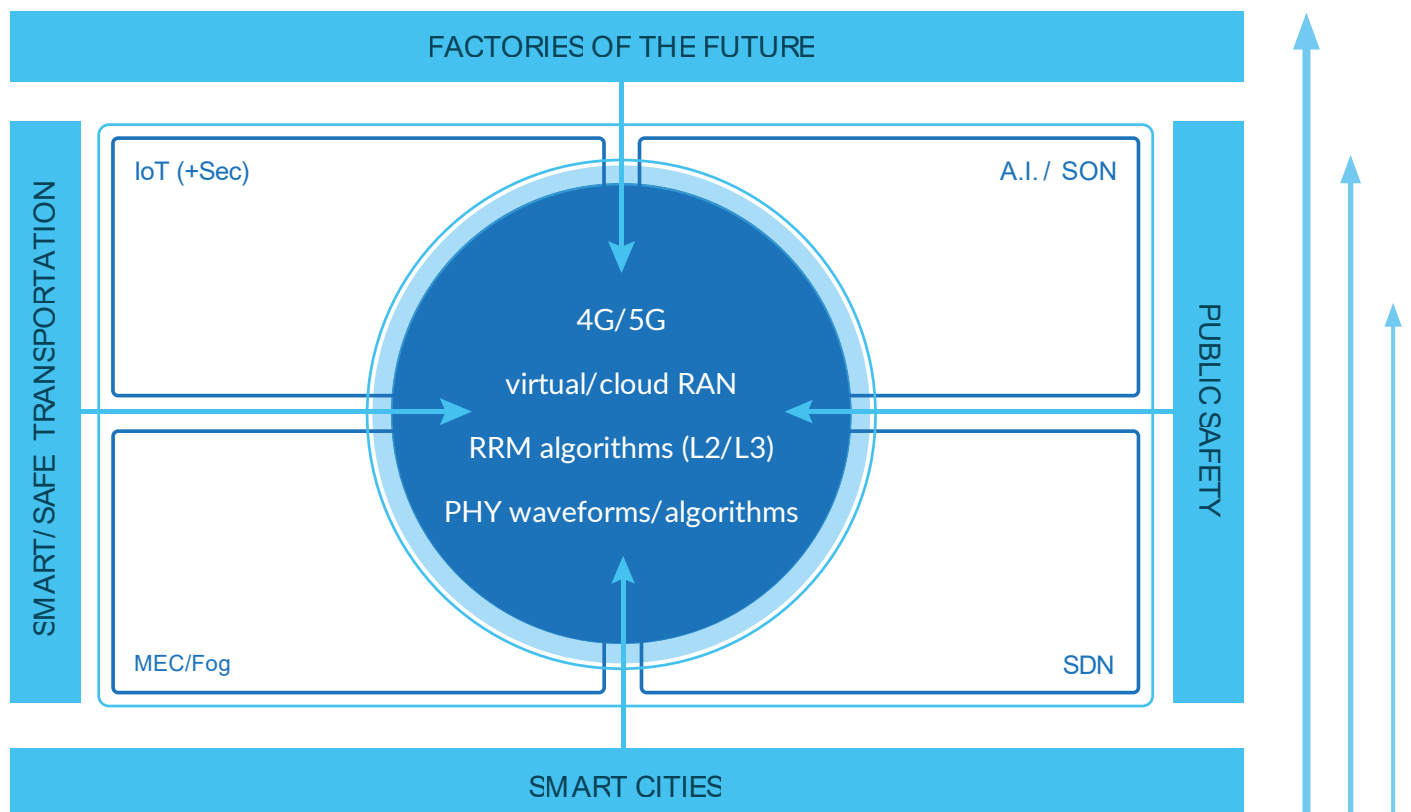 FACTORIES OF THE FUTURE
IoT (+Sec)
A.I. / SON
SMART/ SAFE TRANSPORTATION
4G/5G
virtual/cloud RAN
RRM algorithms (L2/L3)
PHY waveforms/algorithms
PUBLIC SAFETY
MEC/Fog
SDN
SMART CITIES